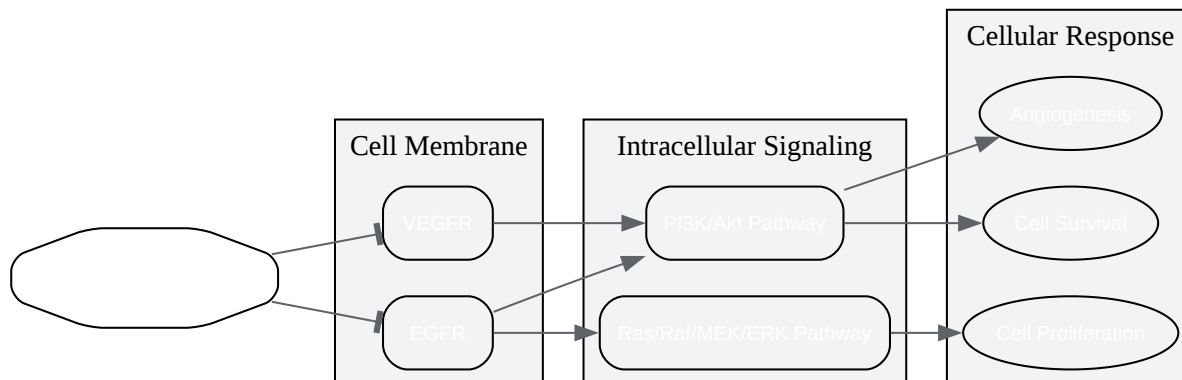 Cellular Response
Angiogenesis
Cell Membrane
Intracellular Signaling
VEGFR
PI3K/Akt Pathway
Cell Survival
EGFR
Ras/Raf/MEK/ERK Pathway
Cell Proliferation